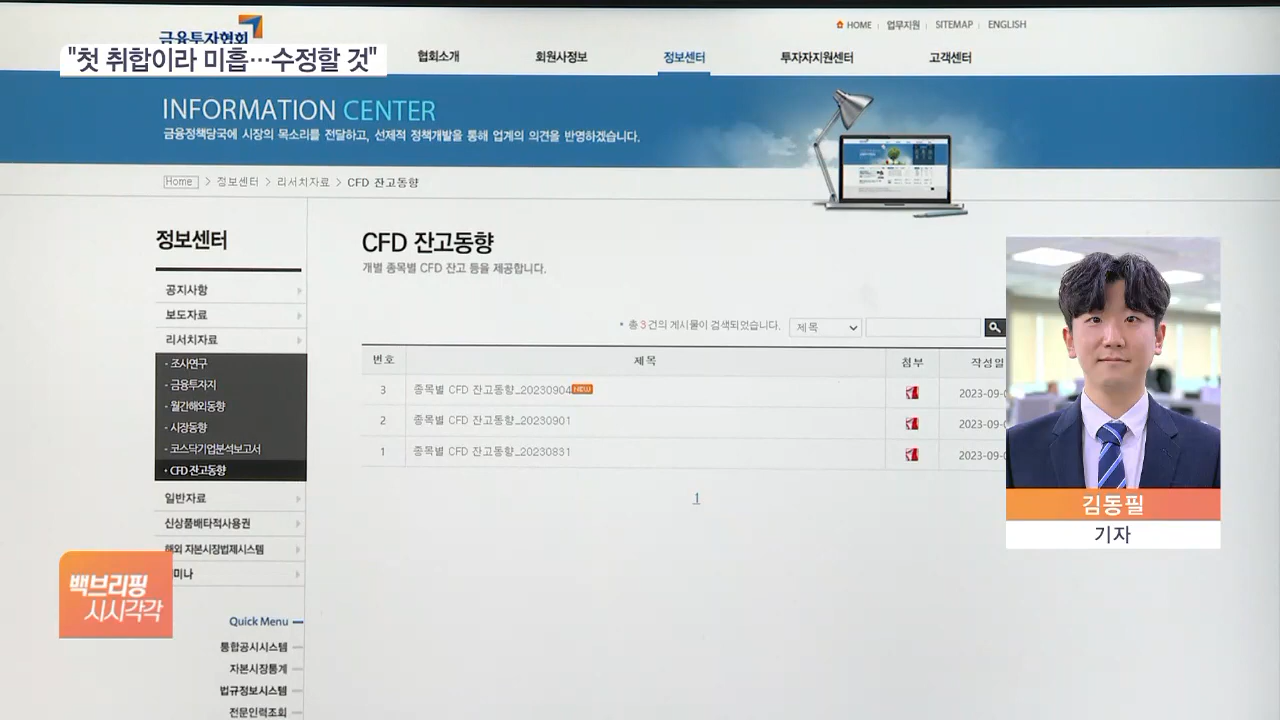 금융투자협회
"첫 취합이라 미흡…수정할 것"
HOME 업무지원 SITEMAP ENGLISH
협회소개 회원사정보 정보센터 투자자지원센터 고객센터
INFORMATION CENTER
금융정책당국에 시장의 목소리를 전달하고, 선제적 정책개발을 통해 업계의 의견을 반영하겠습니다.
Home > 정보센터 > 리서치자료 > CFD 잔고동향
정보센터
공지사항
보도자료
리서치자료
- 조사연구
- 금융투자지
- 월간해외동향
- 시장동향
- 코스닥기업분석보고서
- CFD 잔고동향
일반자료
신상품배타적사용권
해외 자본시장법제시스템
미나
Quick Menu
통합공시시스템
자본시장통계
법규정보시스템
전문인력조회
CFD 잔고동향
개별 종목별 CFD 잔고 등을 제공합니다.
총 3 건의 게시물이 검색되었습니다. 제목
번호 제목 첨부 작성일
3 종목별 CFD 잔고동향_20230904 NEW 2023-09-0
2 종목별 CFD 잔고동향_20230901 2023-09-0
1 종목별 CFD 잔고동향_20230831 2023-09-0
1
김동필
기자
백브리핑
시시각각